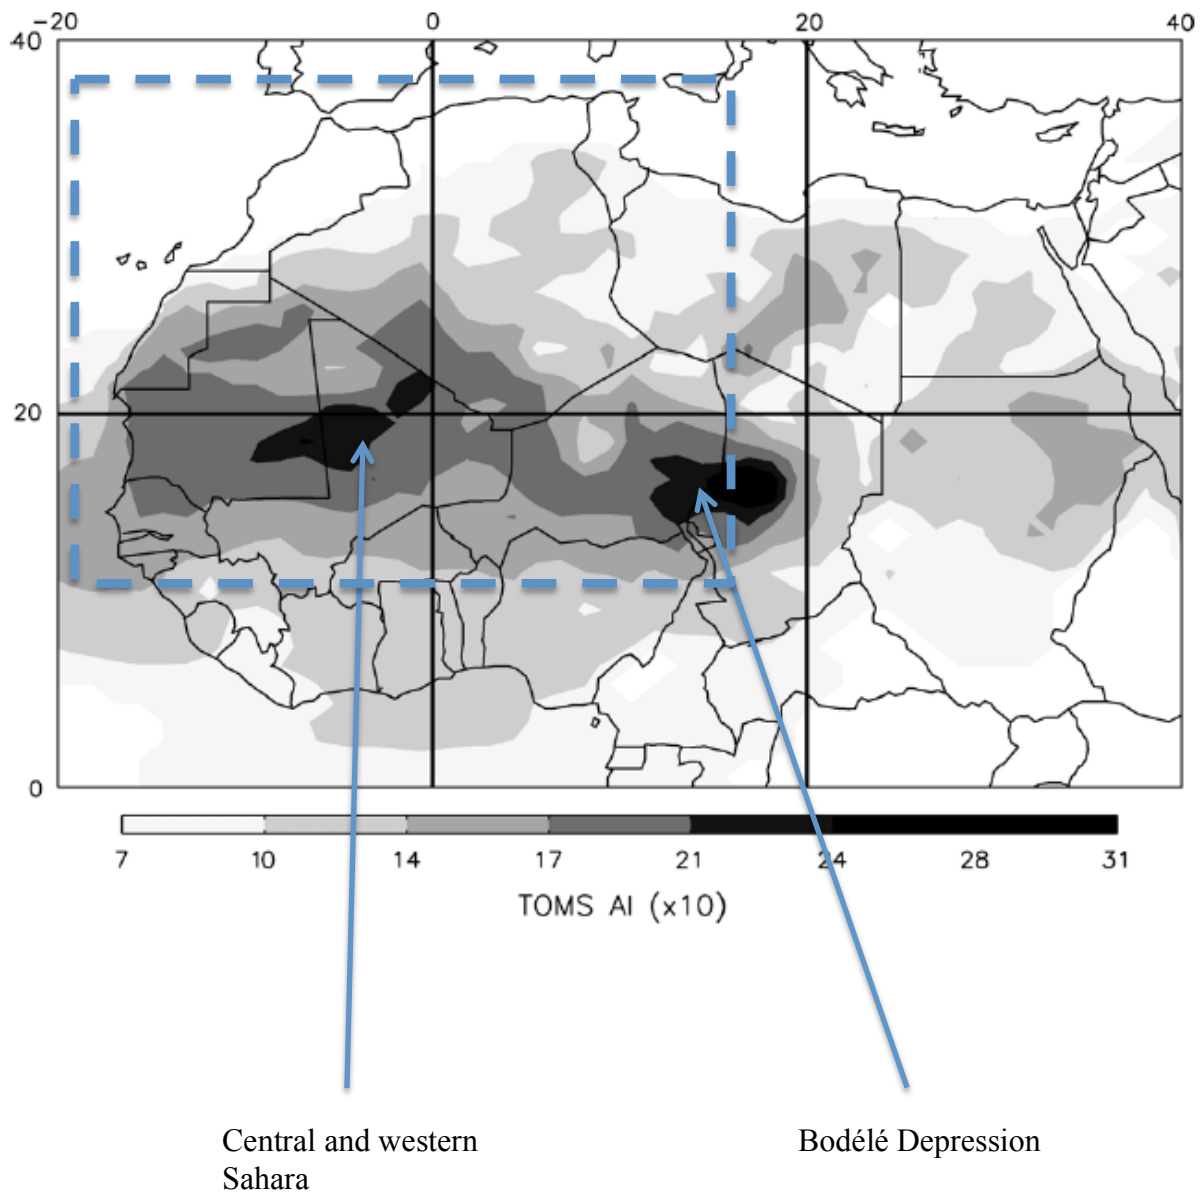 -20 0 20 40
40
20
0
7 10 14 17 21 24 28 31
TOMS AI (x10)
Central and western
Sahara
Bodélé Depression